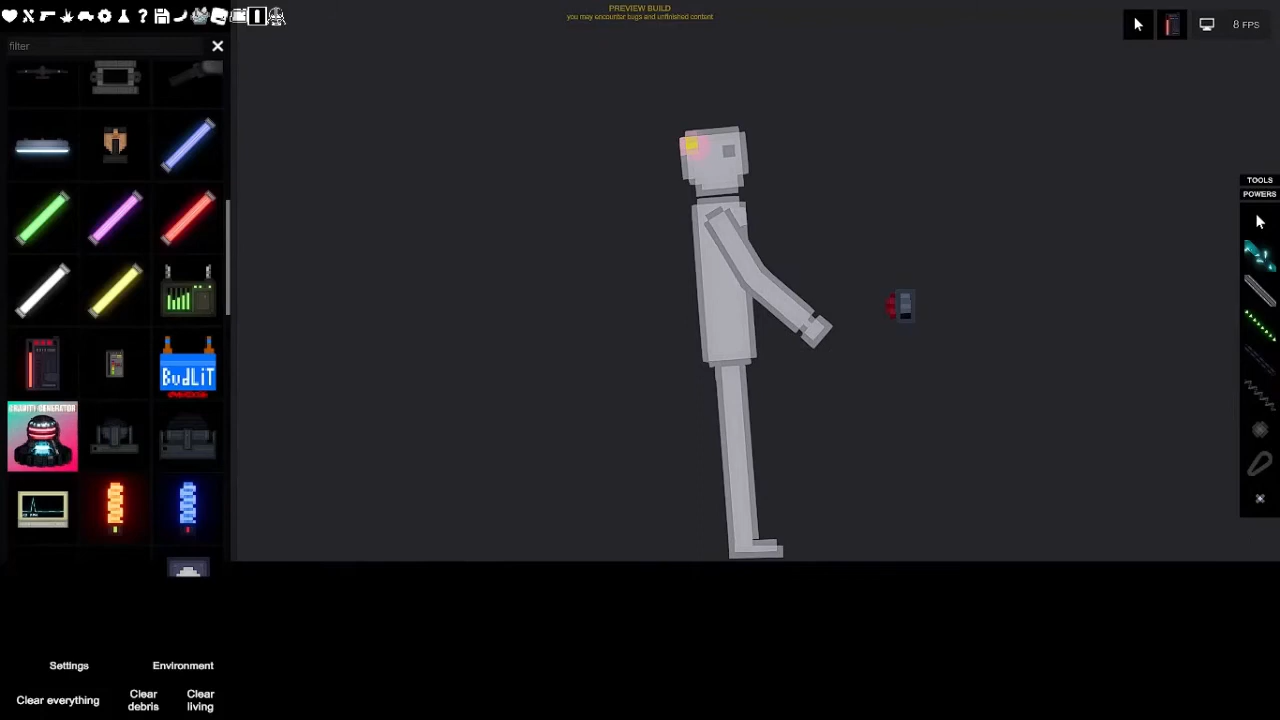 PREVIEW BUILD
you may encounter bugs and unfinished content
8 FPS
filter
TOOLS
POWERS
BUdLiT
GRAVITY GENERATOR
Settings
Environment
Clear everything
Clear debris
Clear living